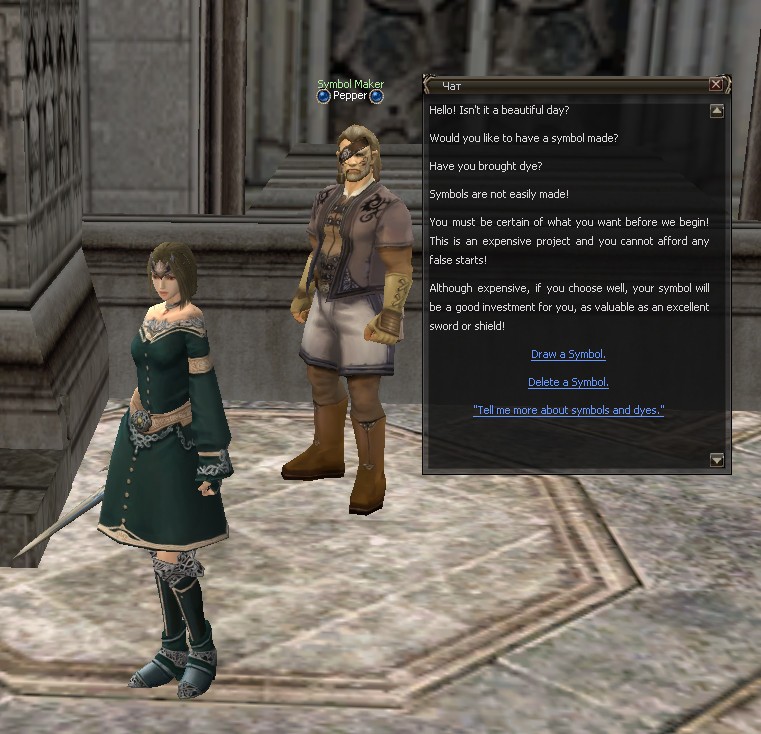 Symbol Maker
Pepper
Чат
Hello! Isn't it a beautiful day?
Would you like to have a symbol made?
Have you brought dye?
Symbols are not easily made!
You must be certain of what you want before we begin!
This is an expensive project and you cannot afford any
false starts!
Although expensive, if you choose well, your symbol will
be a good investment for you, as valuable as an excellent
sword or shield!
Draw a Symbol.
Delete a Symbol.
"Tell me more about symbols and dyes."